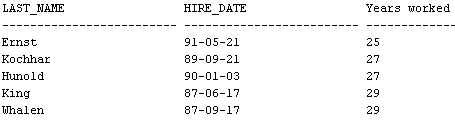 LAST_NAME HIRE_DATE Years worked
------------------------- ------------------------- ------------
Ernst 91-05-21 25
Kochhar 89-09-21 27
Hunold 90-01-03 27
King 87-06-17 29
Whalen 87-09-17 29